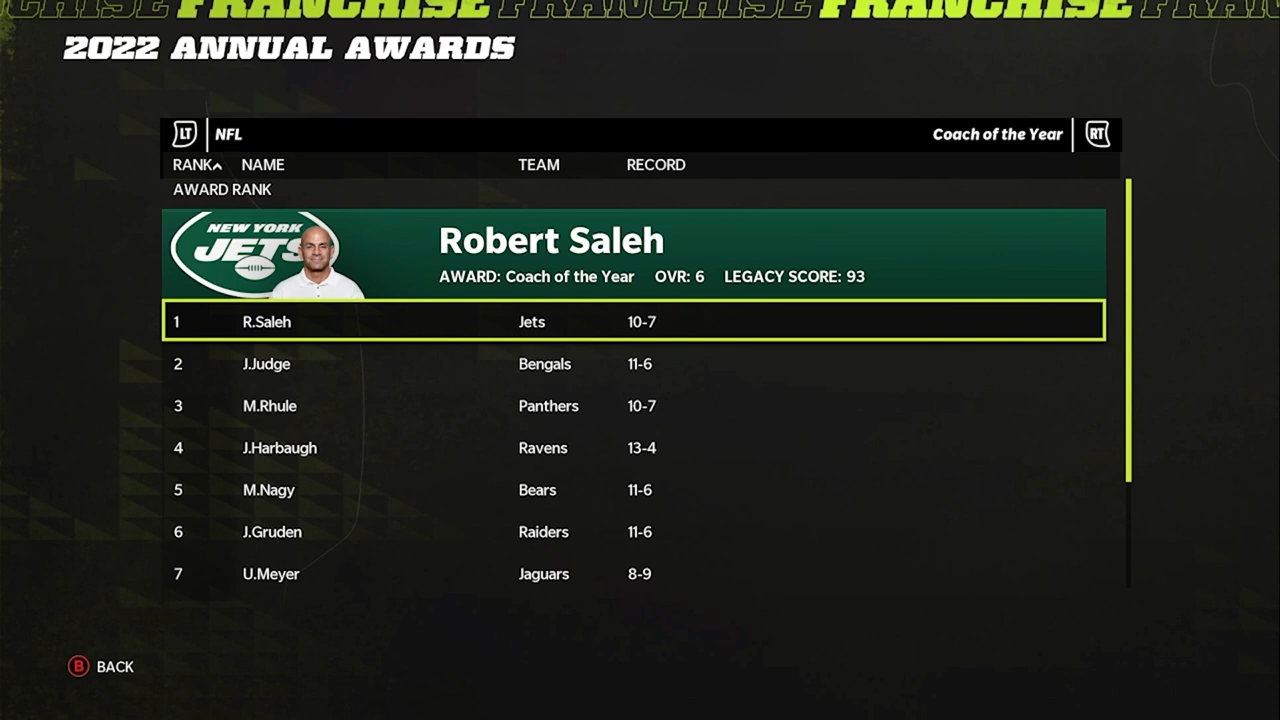 CHISE FRANCHISE FRANCHISE FRANCHISE FRAN
2022 ANNUAL AWARDS
LT NFL Coach of the Year RT
RANK NAME TEAM RECORD
AWARD RANK
NEW YORK
JETS
Robert Saleh
AWARD: Coach of the Year OVR: 6 LEGACY SCORE: 93
1 R.Saleh Jets 10-7
2 J.Judge Bengals 11-6
3 M.Rhule Panthers 10-7
4 J.Harbaugh Ravens 13-4
5 M.Nagy Bears 11-6
6 J.Gruden Raiders 11-6
7 U.Meyer Jaguars 8-9
B BACK